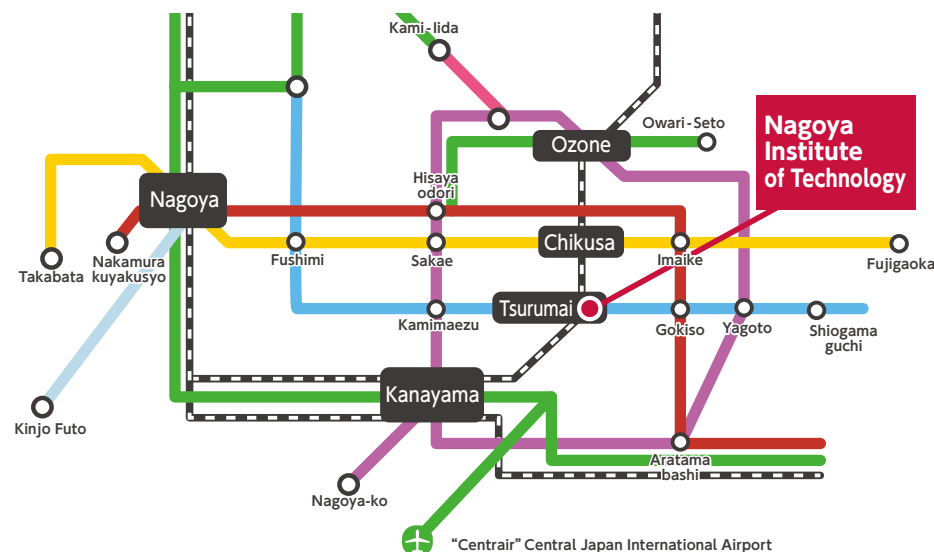 Kami-Iida
Owari-Seto
Nagoya
Institute
of Technology
Ozone
Hisaya
odori
Nagoya
Takabata
Nakamura
kuyakusyo
Fushimi
Sakae
Chikusa
Imaike
Fujigaoka
Kamimaezu
Tsurumai
Gokiso
Yagoto
Shiogama
guchi
Kanayama
Kinjo Futo
Nagoya-ko
Aratama
bashi
“Centrair” Central Japan International Airport